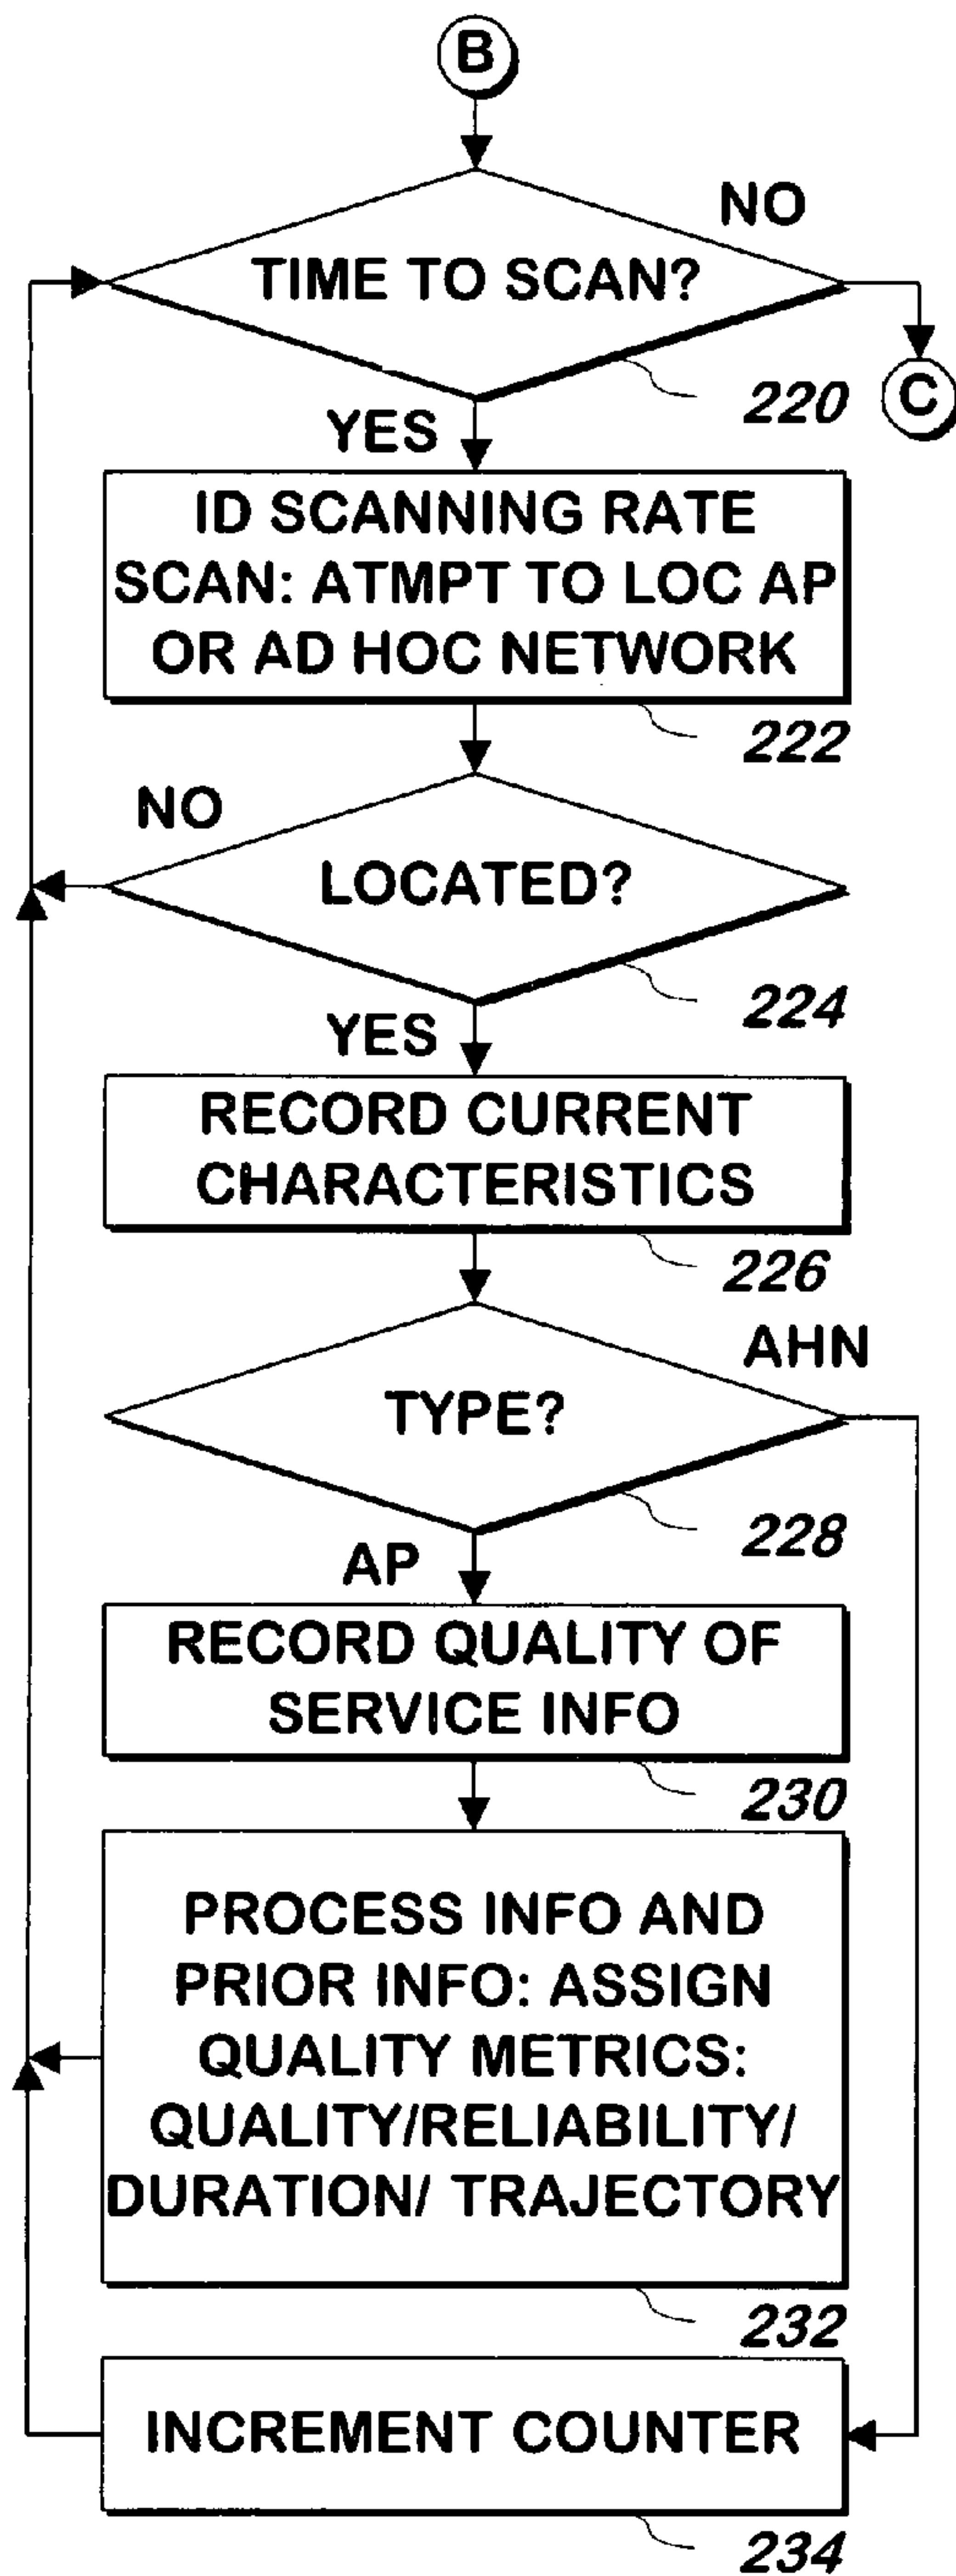 B
NO
TIME TO SCAN?
220
C
YES
ID SCANNING RATE
SCAN: ATMPT TO LOC AP
OR AD HOC NETWORK
222
NO
LOCATED?
224
YES
RECORD CURRENT
CHARACTERISTICS
226
AHN
TYPE?
228
AP
RECORD QUALITY OF
SERVICE INFO
230
PROCESS INFO AND
PRIOR INFO: ASSIGN
QUALITY METRICS:
QUALITY/RELIABILITY/
DURATION/ TRAJECTORY
232
INCREMENT COUNTER
234